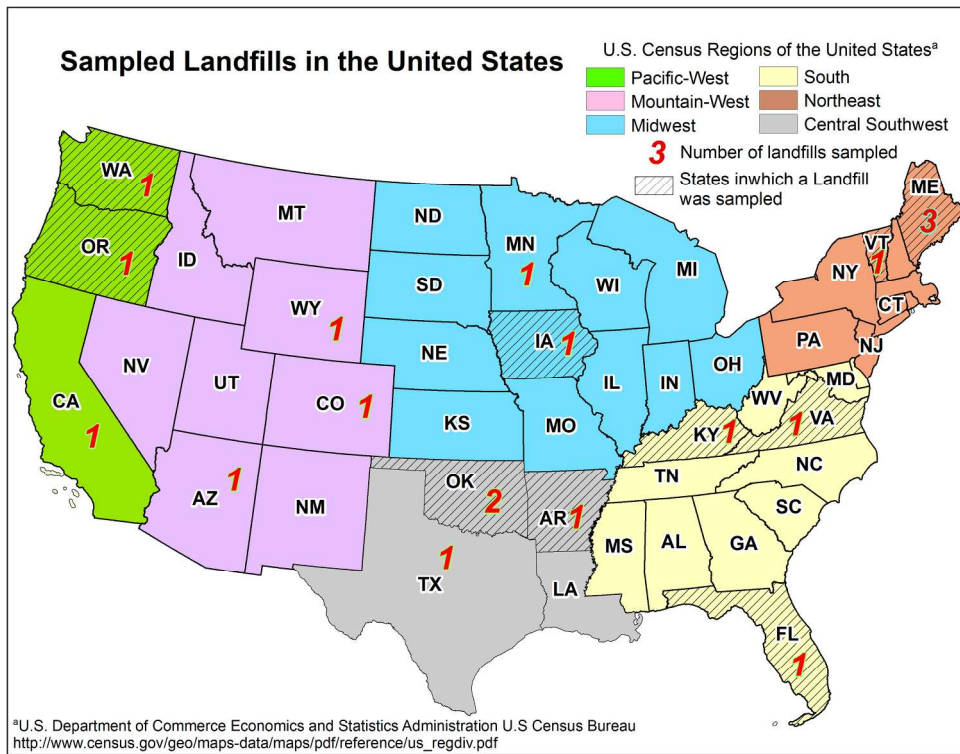 Sampled Landfills in the United States
U.S. Census Regions of the United Statesᵃ
Pacific-West
South
Mountain-West
Northeast
Midwest
Central Southwest
3 Number of landfills sampled
States inwhich a Landfill
was sampled
WA 1
OR 1
CA 1
MT
ID
WY 1
NV
UT
CO 1
AZ 1
NM
ND
MN 1
SD
WI
MI
NE
IA 1
IL
IN
OH
KS
MO
ME 3
VT 1
NY
CT
PA
NJ
MD
WV
VA 1
KY 1
TN
NC
SC
OK 2
AR 1
MS
AL
GA
TX 1
LA
FL 1
ᵃU.S. Department of Commerce Economics and Statistics Administration U.S Census Bureau
http://www.census.gov/geo/maps-data/maps/pdf/reference/us_regdiv.pdf